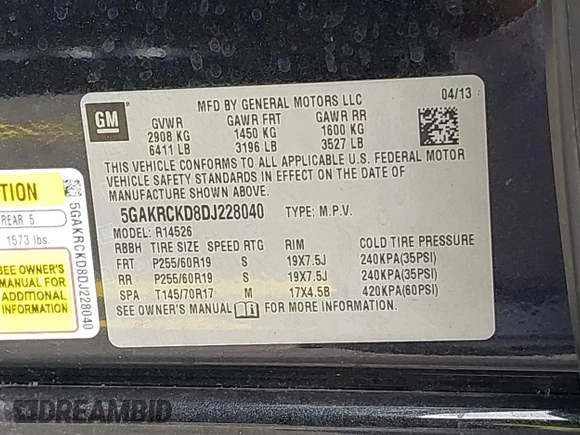 GM
MFD BY GENERAL MOTORS LLC
04/13
GVWR GAWR FRT GAWR RR
2908 KG 1450 KG 1600 KG
6411 LB 3196 LB 3527 LB
THIS VEHICLE CONFORMS TO ALL APPLICABLE U.S. FEDERAL MOTOR
VEHICLE SAFETY STANDARDS IN EFFECT ON THE DATE OF
MANUFACTURE SHOWN ABOVE.
5GAKRCKD8DJ228040 TYPE: M.P.V.
MODEL: R14526
RBBH TIRE SIZE SPEED RTG RIM COLD TIRE PRESSURE
FRT P255/60R19 S 19X7.5J 240KPA(35PSI)
RR P255/60R19 S 19X7.5J 240KPA(35PSI)
SPA T145/70R17 M 17X4.5B 420KPA(60PSI)
SEE OWNER'S MANUAL FOR MORE INFORMATION.
REAR 5
1573 lbs.
SEE OWNER'S
MANUAL FOR
ADDITIONAL
INFORMATION
5GAKRCKD8DJ228040
DREAMBID